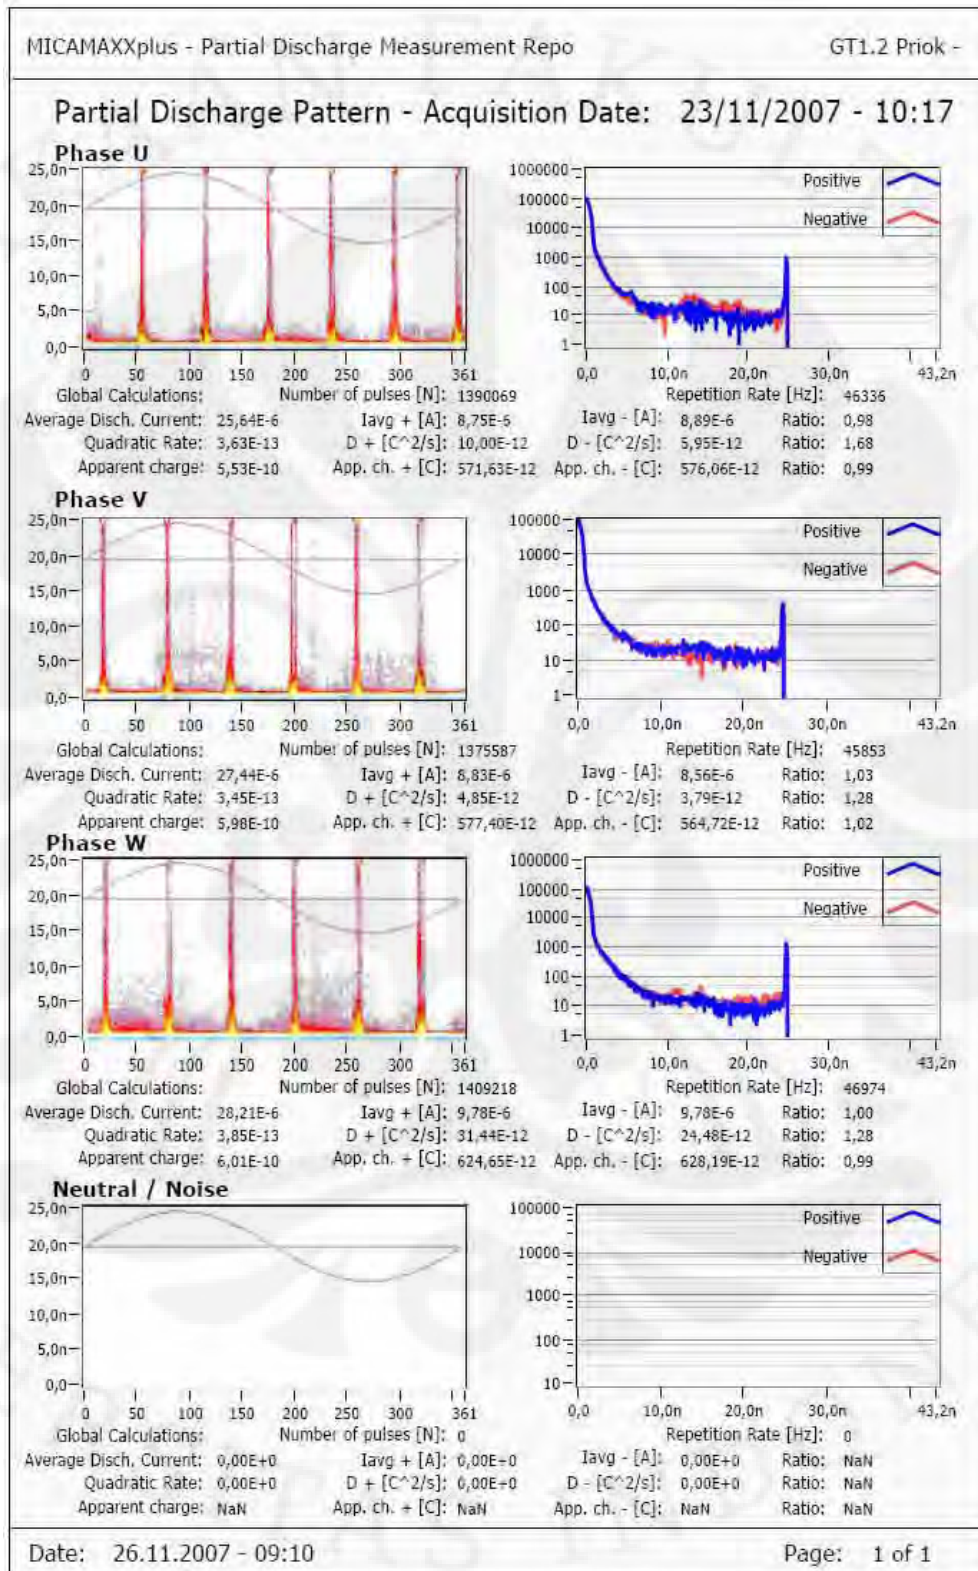 MICAMAXXplus - Partial Discharge Measurement Repo GT1.2 Priok -
Partial Discharge Pattern - Acquisition Date: 23/11/2007 - 10:17
Phase U
25,0n
20,0n
15,0n
10,0n
5,0n
0,0
0 50 100 150 200 250 300 361
1000000
100000
10000
1000
100
10
1
0,0 10,0n 20,0n 30,0n 43,2n
Positive
Negative
Global Calculations: Number of pulses [N]: 1390069 Repetition Rate [Hz]: 46336
Average Disch. Current: 25,64E-6 Iavg + [A]: 8,75E-6 Iavg - [A]: 8,89E-6 Ratio: 0,98
Quadratic Rate: 3,63E-13 D + [C^2/s]: 10,00E-12 D - [C^2/s]: 5,95E-12 Ratio: 1,68
Apparent charge: 5,53E-10 App. ch. + [C]: 571,63E-12 App. ch. - [C]: 576,06E-12 Ratio: 0,99
Phase V
25,0n
20,0n
15,0n
10,0n
5,0n
0,0
0 50 100 150 200 250 300 361
100000
10000
1000
100
10
1
0,0 10,0n 20,0n 30,0n 43,2n
Positive
Negative
Global Calculations: Number of pulses [N]: 1375587 Repetition Rate [Hz]: 45853
Average Disch. Current: 27,44E-6 Iavg + [A]: 8,83E-6 Iavg - [A]: 8,56E-6 Ratio: 1,03
Quadratic Rate: 3,45E-13 D + [C^2/s]: 4,85E-12 D - [C^2/s]: 3,79E-12 Ratio: 1,28
Apparent charge: 5,98E-10 App. ch. + [C]: 577,40E-12 App. ch. - [C]: 564,72E-12 Ratio: 1,02
Phase W
25,0n
20,0n
15,0n
10,0n
5,0n
0,0
0 50 100 150 200 250 300 361
1000000
100000
10000
1000
100
10
1
0,0 10,0n 20,0n 30,0n 43,2n
Positive
Negative
Global Calculations: Number of pulses [N]: 1409218 Repetition Rate [Hz]: 46974
Average Disch. Current: 28,21E-6 Iavg + [A]: 9,78E-6 Iavg - [A]: 9,78E-6 Ratio: 1,00
Quadratic Rate: 3,85E-13 D + [C^2/s]: 31,44E-12 D - [C^2/s]: 24,48E-12 Ratio: 1,28
Apparent charge: 6,01E-10 App. ch. + [C]: 624,65E-12 App. ch. - [C]: 628,19E-12 Ratio: 0,99
Neutral / Noise
25,0n
20,0n
15,0n
10,0n
5,0n
0,0
0 50 100 150 200 250 300 361
100000
10000
1000
100
10
0,0 10,0n 20,0n 30,0n 43,2n
Positive
Negative
Global Calculations: Number of pulses [N]: 0 Repetition Rate [Hz]: 0
Average Disch. Current: 0,00E+0 Iavg + [A]: 0,00E+0 Iavg - [A]: 0,00E+0 Ratio: NaN
Quadratic Rate: 0,00E+0 D + [C^2/s]: 0,00E+0 D - [C^2/s]: 0,00E+0 Ratio: NaN
Apparent charge: NaN App. ch. + [C]: NaN App. ch. - [C]: NaN Ratio: NaN
Date: 26.11.2007 - 09:10 Page: 1 of 1